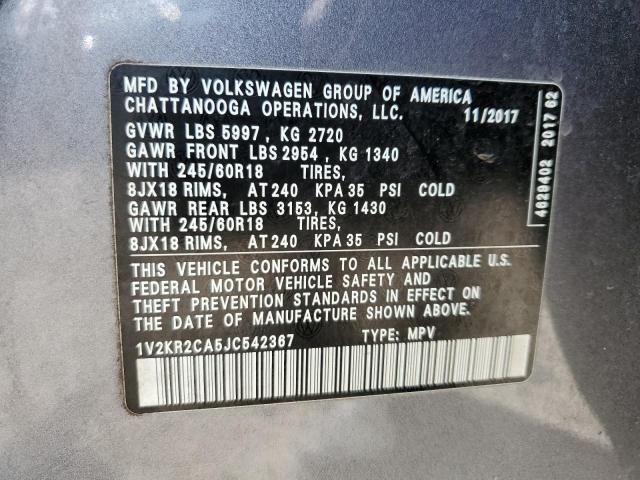 MFD BY VOLKSWAGEN GROUP OF AMERICA
CHATTANOOGA OPERATIONS, LLC. 11/2017
GVWR LBS 5997 , KG 2720
GAWR FRONT LBS 2954 , KG 1340
WITH 245/60R18 TIRES,
8JX18 RIMS, AT 240 KPA 35 PSI COLD
GAWR REAR LBS 3153, KG 1430
WITH 245/60R18 TIRES,
8JX18 RIMS, AT 240 KPA 35 PSI COLD
THIS VEHICLE CONFORMS TO ALL APPLICABLE U.S.
FEDERAL MOTOR VEHICLE SAFETY AND
THEFT PREVENTION STANDARDS IN EFFECT ON
THE DATE OF MANUFACTURE SHOWN ABOVE.
1V2KR2CA5JC542367 TYPE: MPV
4629402 2017 82